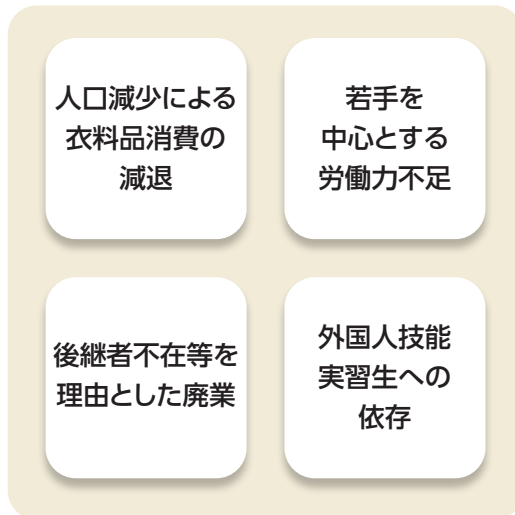 人口減少による
衣料品消費の
減退
若手を
中心とする
労働力不足
後継者不在等を
理由とした廃業
外国人技能
実習生への
依存